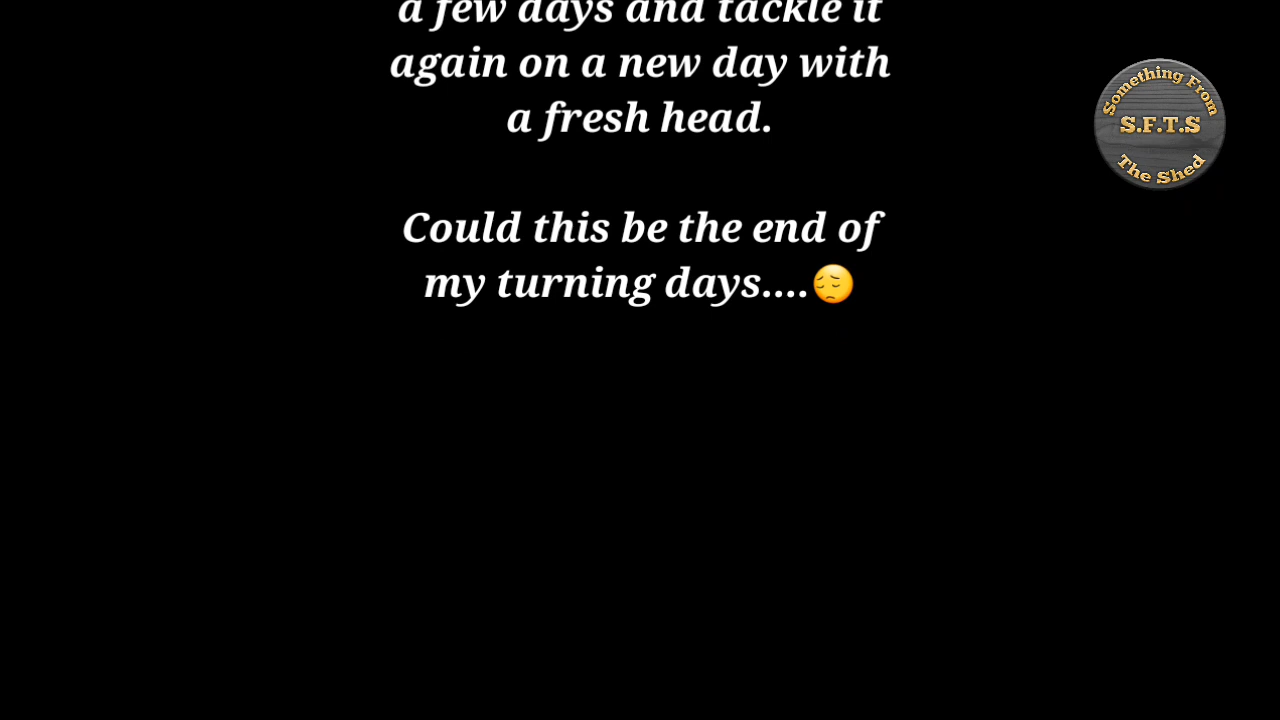 a few days and tackle it
again on a new day with
a fresh head.
Could this be the end of
my turning days....😔
Something From
S.F.T.S
The Shed